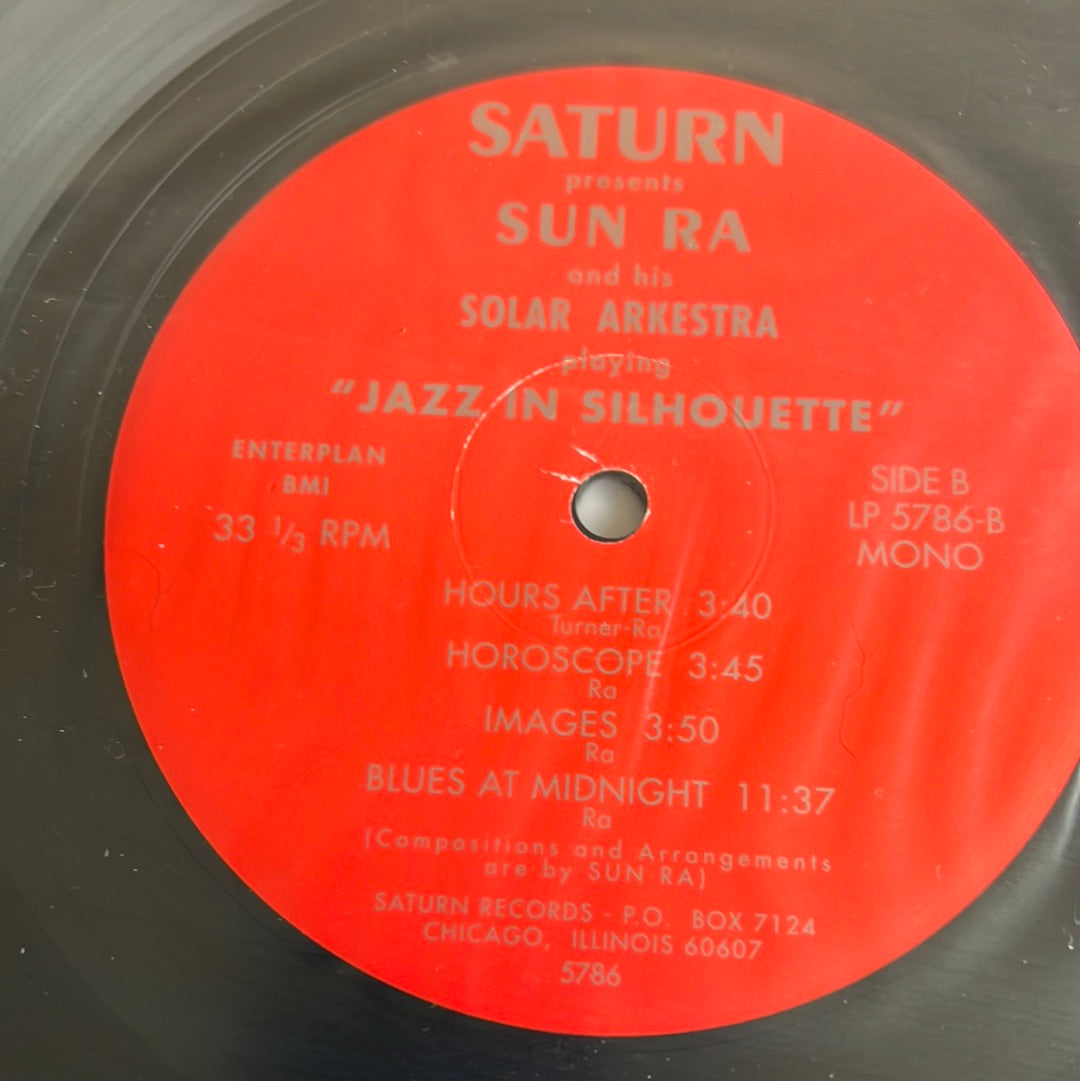 SATURN
presents
SUN RA
and his
SOLAR ARKESTRA
playing
"JAZZ IN SILHOUETTE"
ENTERPLAN
BMI
33 1/3 RPM
SIDE B
LP 5786-B
MONO
HOURS AFTER 3:40
Turner-Ra
HOROSCOPE 3:45
Ra
IMAGES 3:50
Ra
BLUES AT MIDNIGHT 11:37
Ra
(Compositions and Arrangements
are by SUN RA)
SATURN RECORDS - P.O. BOX 7124
CHICAGO, ILLINOIS 60607
5786